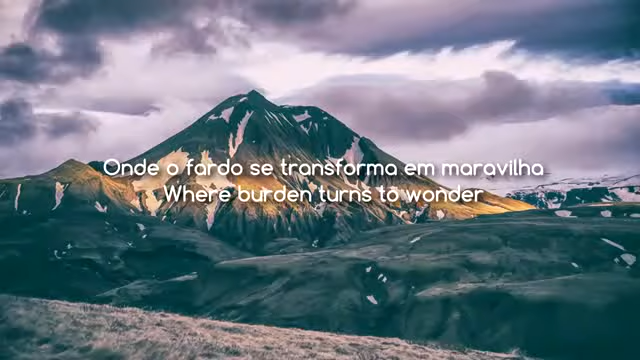 Onde o fardo se transforma em maravilha
Where burden turns to wonder